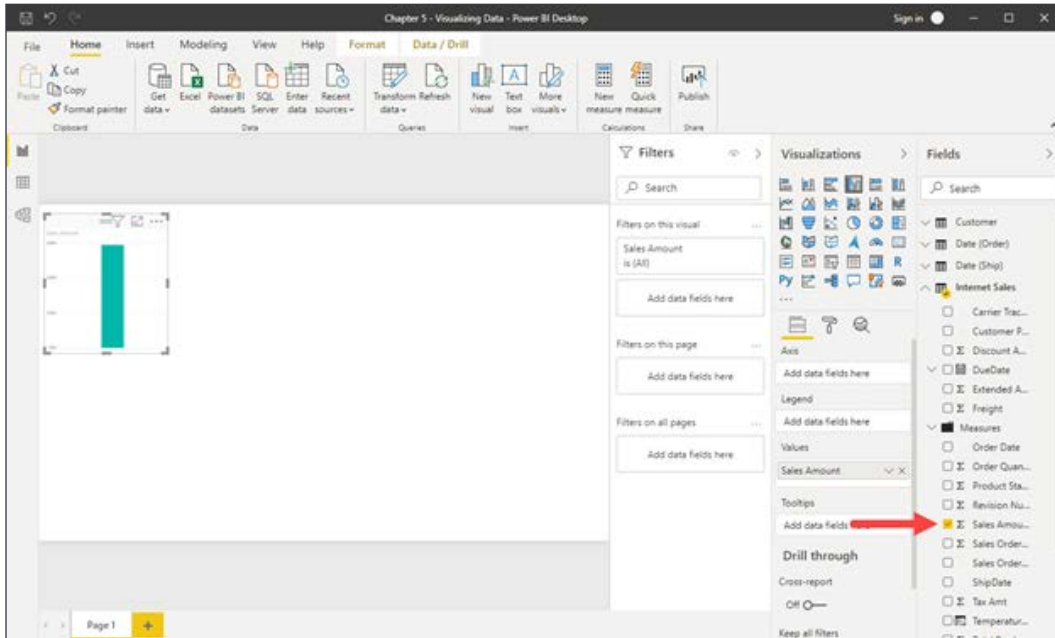 Chapter 5 - Visualizing Data - Power BI Desktop
Sign in
File Home Insert Modeling View Help Format Data / Drill
Paste
Cut
Copy
Format painter
Get data
Excel
Power BI datasets
SQL Server
Enter data
Recent sources
Transform data
Refresh
New visual
Text box
More visuals
New measure
Quick measure
Publish
Clipboard
Data
Queries
Insert
Calculations
Share
Filters
Search
Filters on this visual
Sales Amount
is (All)
Add data fields here
Filters on this page
Add data fields here
Filters on all pages
Add data fields here
Visualizations
R
Py
Axis
Add data fields here
Legend
Add data fields here
Values
Sales Amount
Tooltips
Add data fields
Drill through
Cross-report
Off
Keep all filters
Fields
Search
Customer
Date (Order)
Date (Ship)
Internet Sales
Carrier Trac...
Customer P...
Σ Discount A...
DueDate
Σ Extended A...
Σ Freight
Measures
Order Date
Σ Order Quan...
Σ Product Sta...
Σ Revision Nu...
Σ Sales Amou...
Σ Sales Order...
Sales Order...
ShipDate
Σ Tax Amt
Temperatur...
Page 1